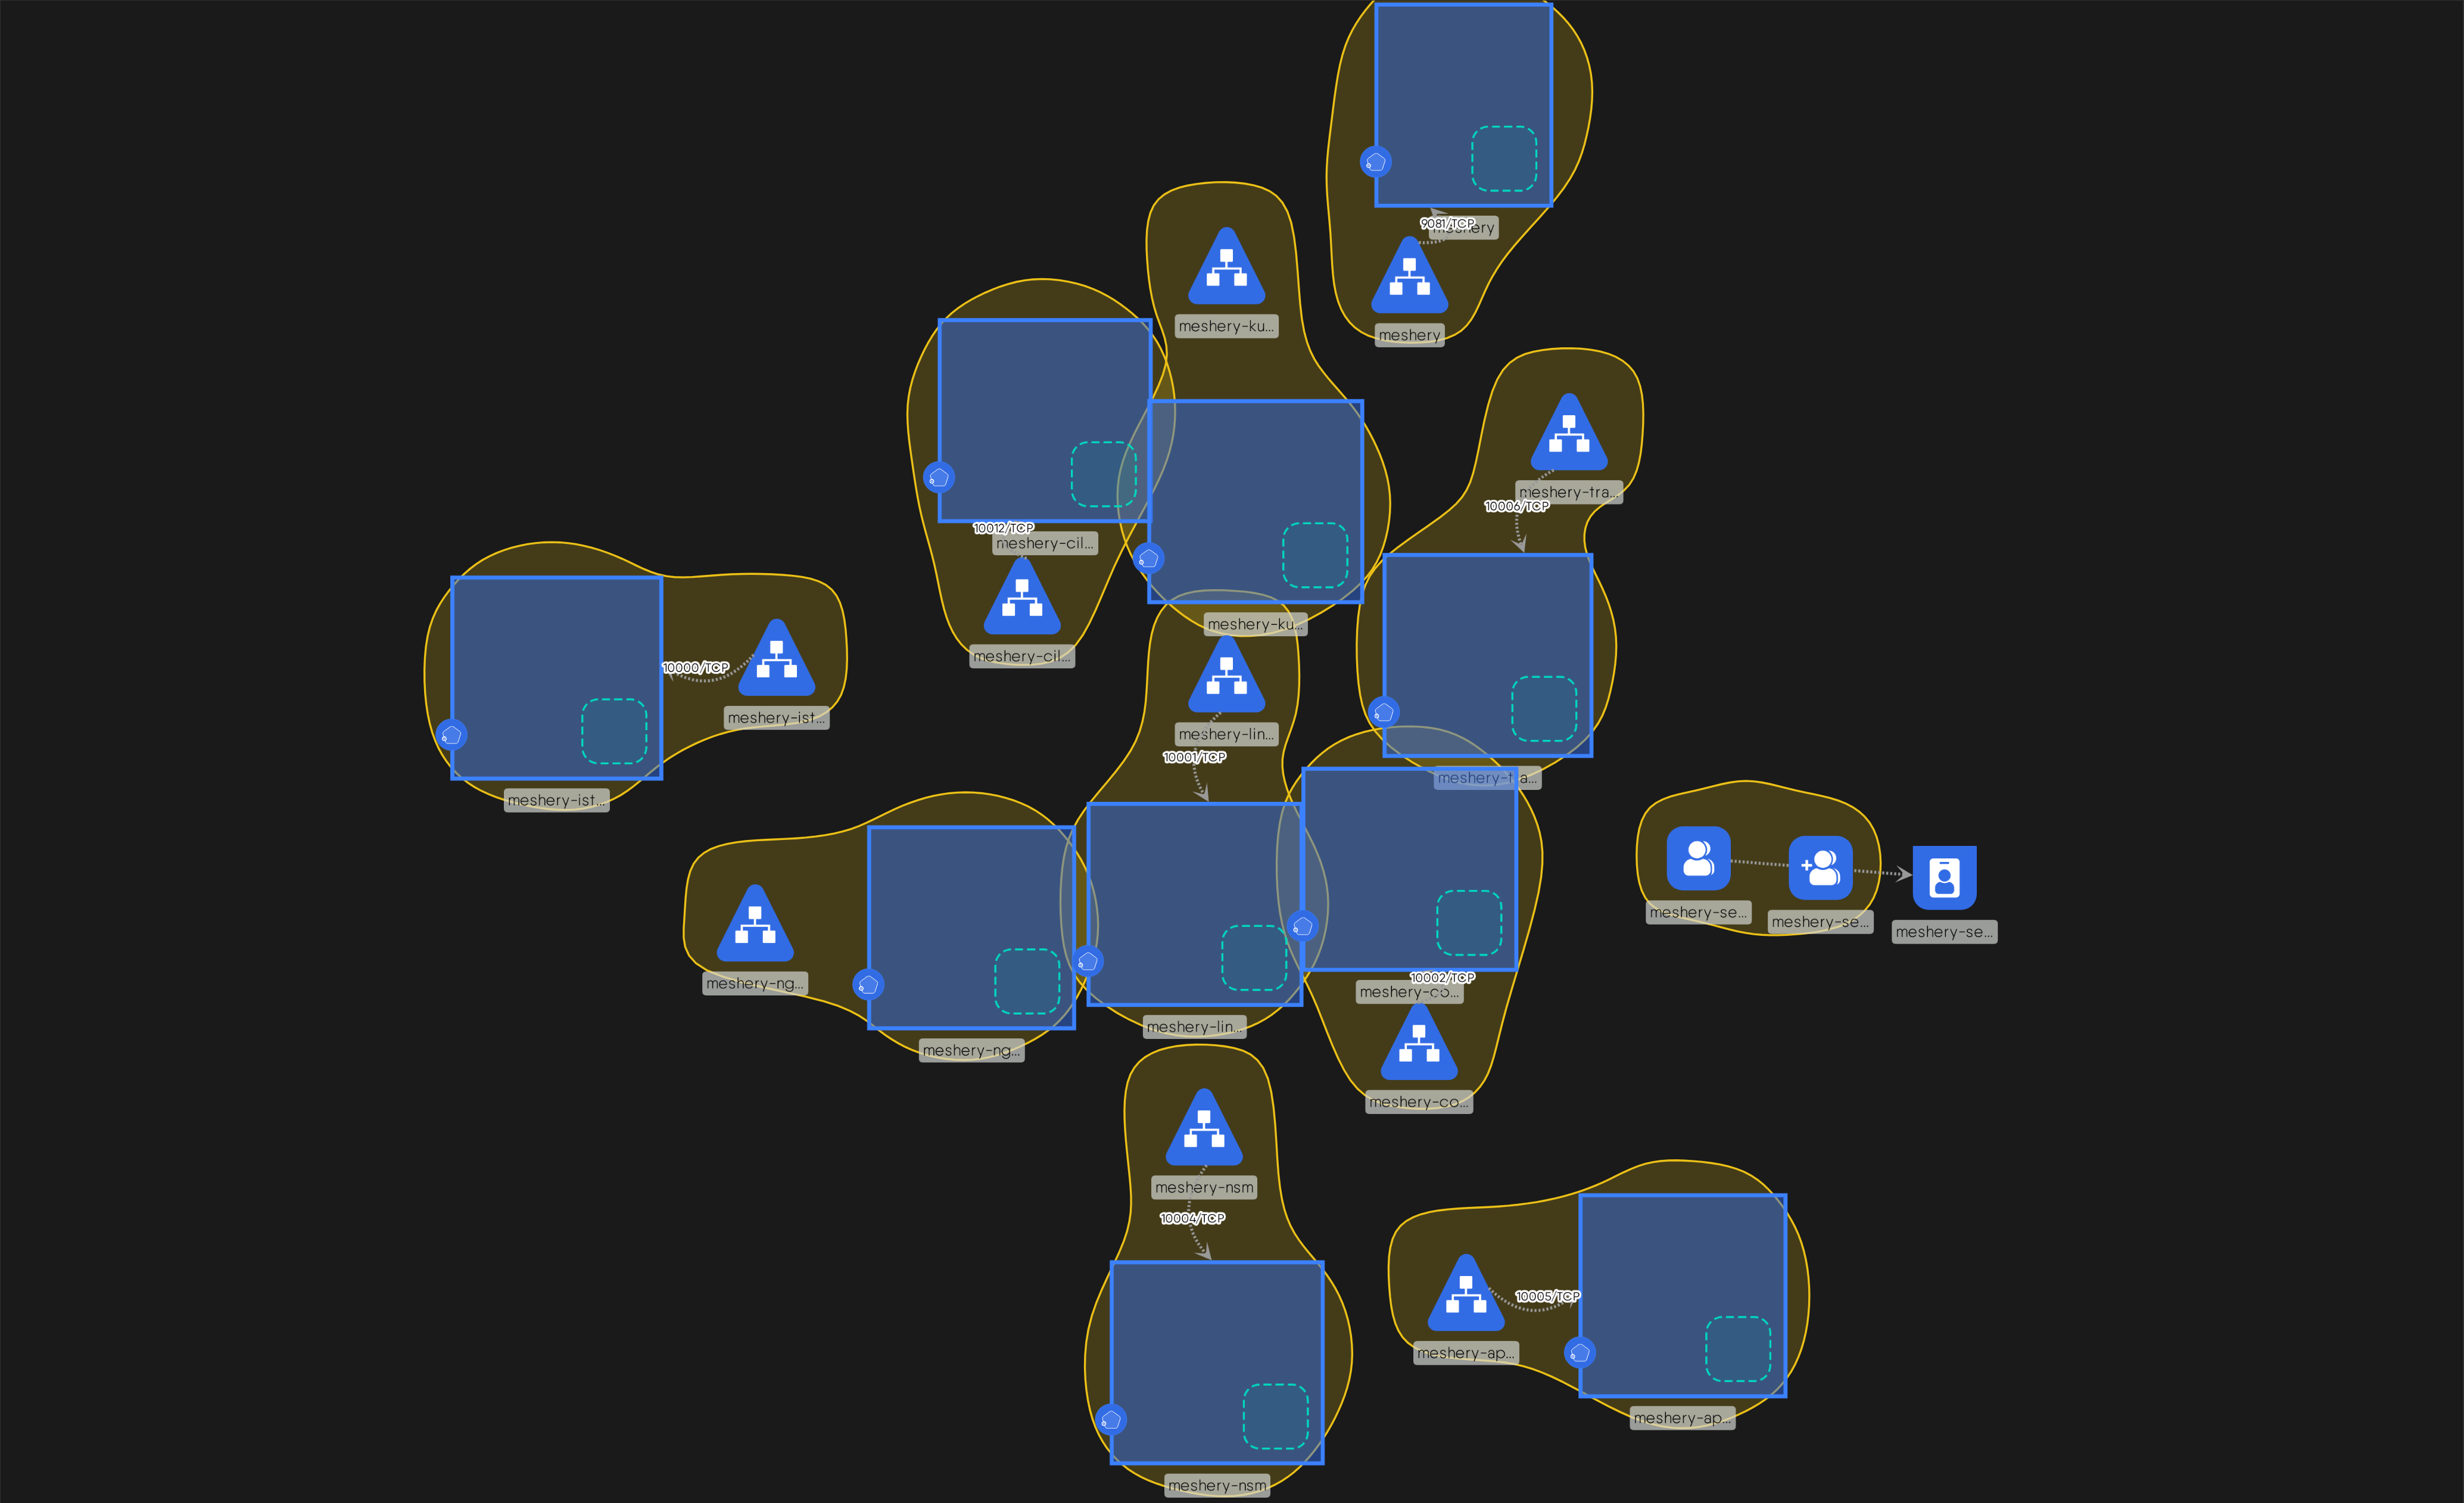 9081/TCP
meshery
meshery-ku...
meshery
meshery-tra...
10006/TCP
10012/TCP
meshery-cil...
meshery-ku...
meshery-cil...
10000/TCP
meshery-ist...
meshery-lin...
10001/TCP
meshery-tra...
meshery-ist...
meshery-se...
meshery-se...
meshery-se...
10002/TCP
meshery-ng...
meshery-co...
meshery-lin...
meshery-ng...
meshery-co...
meshery-nsm
10004/TCP
10005/TCP
meshery-ap...
meshery-ap...
meshery-nsm